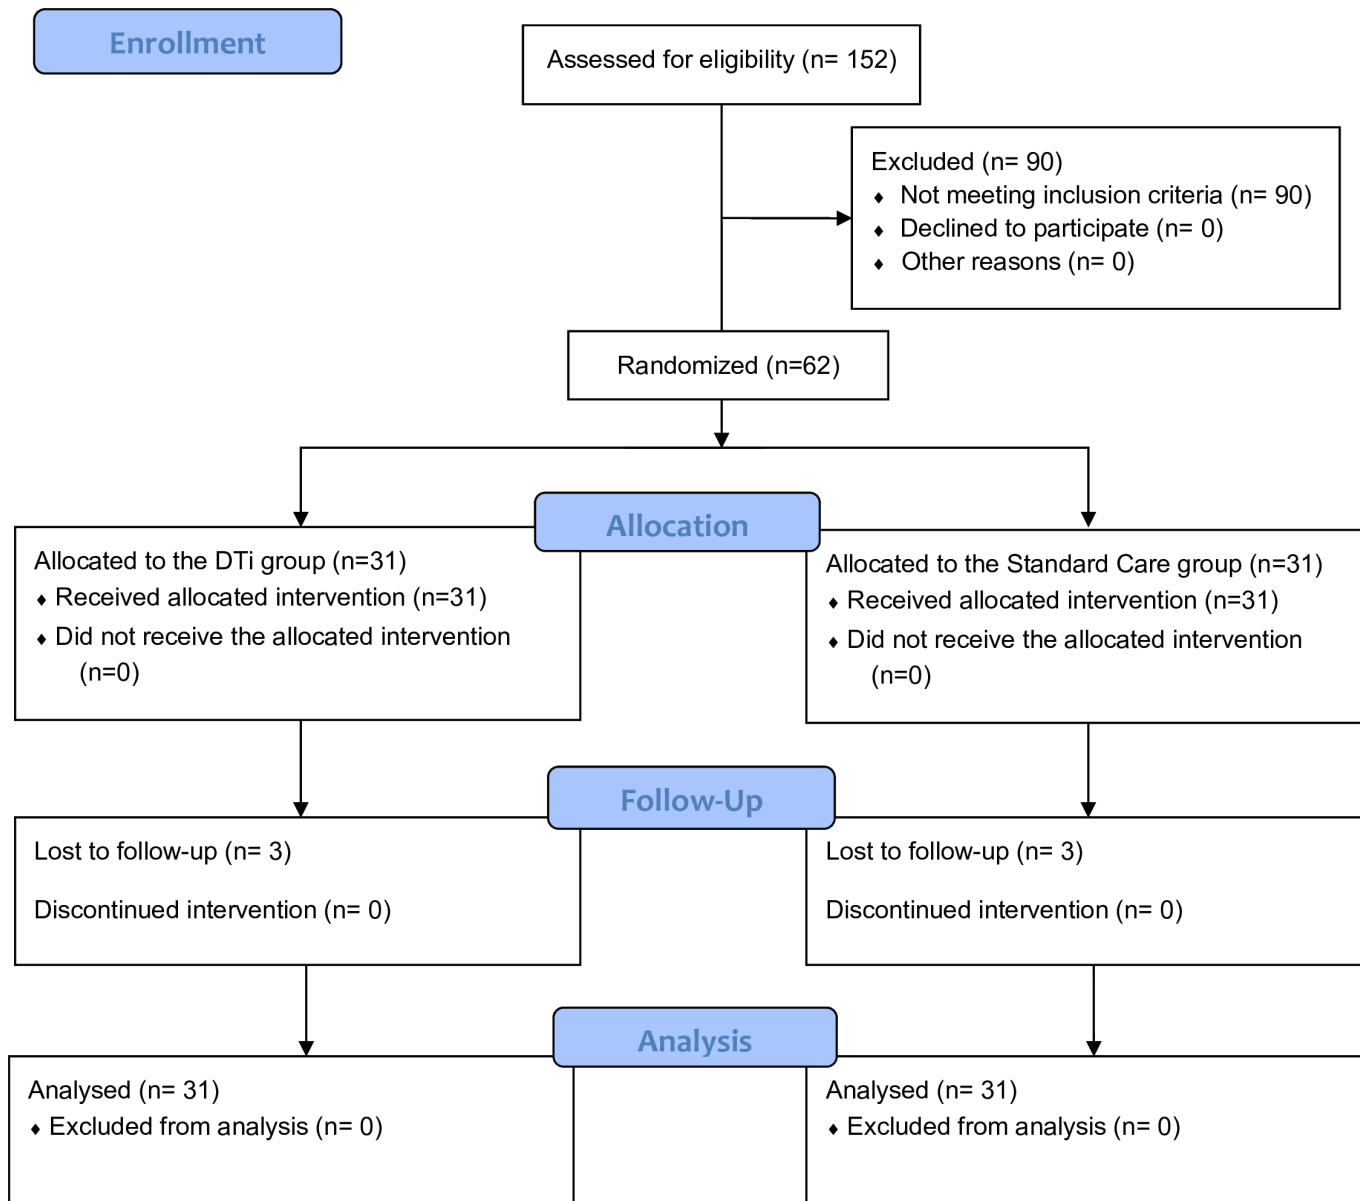 Enrollment
Assessed for eligibility (n= 152)
Excluded (n= 90)
♦ Not meeting inclusion criteria (n= 90)
♦ Declined to participate (n= 0)
♦ Other reasons (n= 0)
Randomized (n=62)
Allocation
Allocated to the DTi group (n=31)
♦ Received allocated intervention (n=31)
♦ Did not receive the allocated intervention
(n=0)
Allocated to the Standard Care group (n=31)
♦ Received allocated intervention (n=31)
♦ Did not receive the allocated intervention
(n=0)
Follow-Up
Lost to follow-up (n= 3)
Discontinued intervention (n= 0)
Lost to follow-up (n= 3)
Discontinued intervention (n= 0)
Analysis
Analysed (n= 31)
♦ Excluded from analysis (n= 0)
Analysed (n= 31)
♦ Excluded from analysis (n= 0)